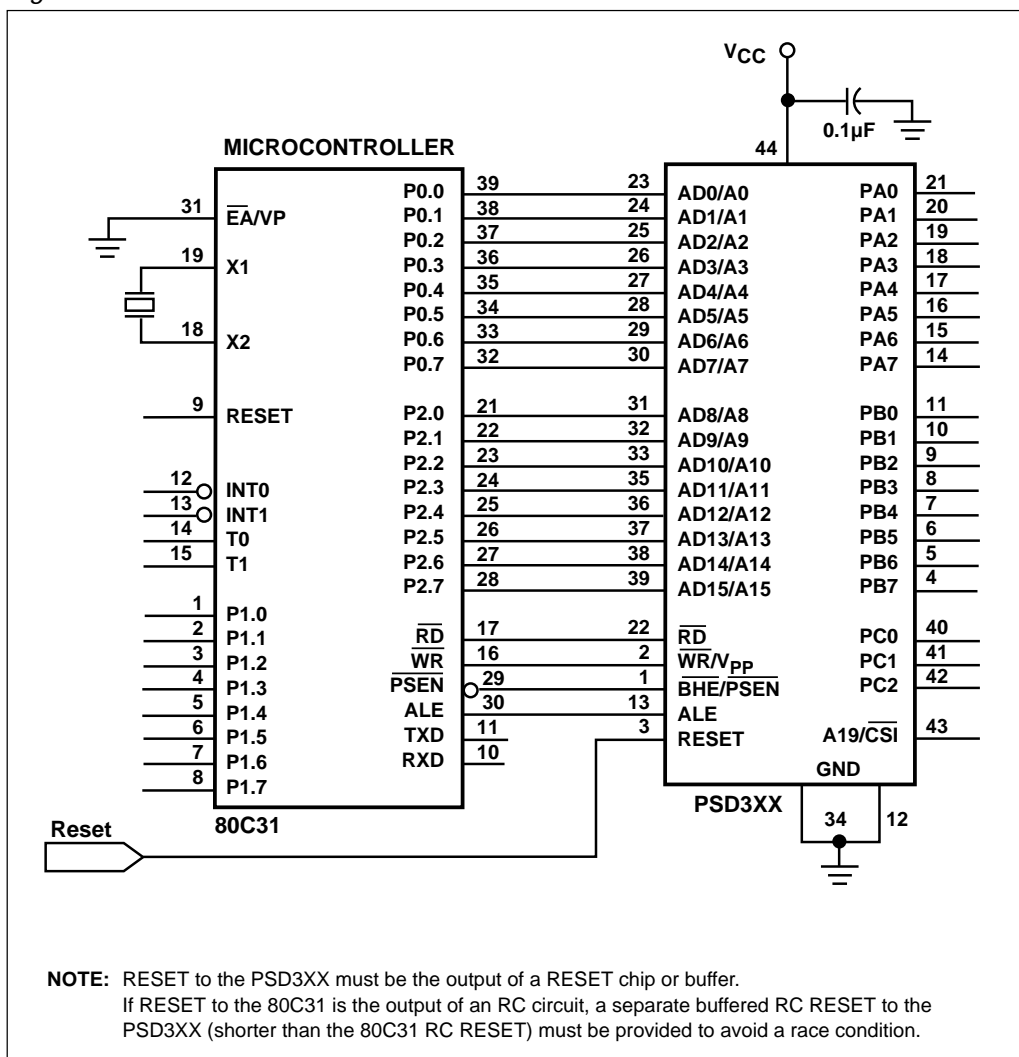 VCC
0.1µF
44
MICROCONTROLLER
31 EA/VP
19 X1
18 X2
9 RESET
12 INT0
13 INT1
14 T0
15 T1
1 P1.0
2 P1.1
3 P1.2
4 P1.3
5 P1.4
6 P1.5
7 P1.6
8 P1.7
P0.0 39
P0.1 38
P0.2 37
P0.3 36
P0.4 35
P0.5 34
P0.6 33
P0.7 32
P2.0 21
P2.1 22
P2.2 23
P2.3 24
P2.4 25
P2.5 26
P2.6 27
P2.7 28
RD 17
WR 16
PSEN 29
ALE 30
TXD 11
RXD 10
80C31
23 AD0/A0
24 AD1/A1
25 AD2/A2
26 AD3/A3
27 AD4/A4
28 AD5/A5
29 AD6/A6
30 AD7/A7
31 AD8/A8
32 AD9/A9
33 AD10/A10
35 AD11/A11
36 AD12/A12
37 AD13/A13
38 AD14/A14
39 AD15/A15
22 RD
2 WR/VPP
1 BHE/PSEN
13 ALE
3 RESET
PA0 21
PA1 20
PA2 19
PA3 18
PA4 17
PA5 16
PA6 15
PA7 14
PB0 11
PB1 10
PB2 9
PB3 8
PB4 7
PB5 6
PB6 5
PB7 4
PC0 40
PC1 41
PC2 42
A19/CSI 43
GND
PSD3XX
34 12
Reset
NOTE: RESET to the PSD3XX must be the output of a RESET chip or buffer.
If RESET to the 80C31 is the output of an RC circuit, a separate buffered RC RESET to the
PSD3XX (shorter than the 80C31 RC RESET) must be provided to avoid a race condition.